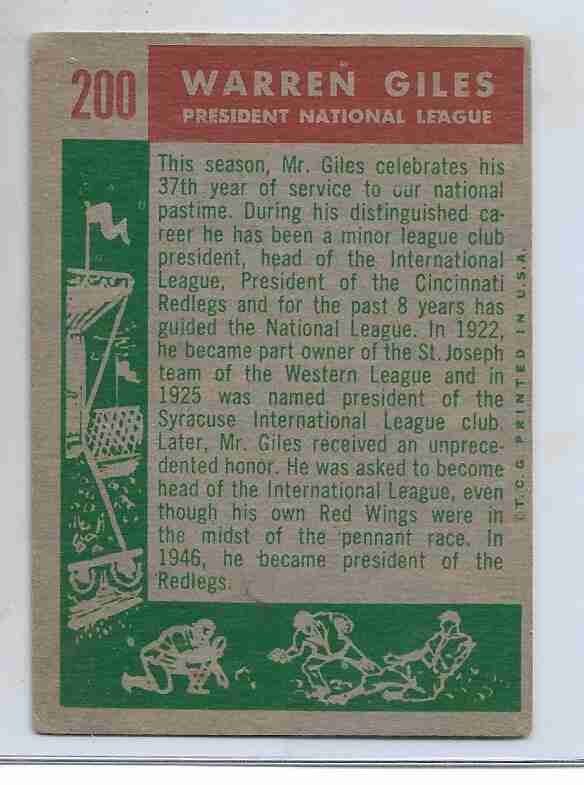 200
WARREN GILES
PRESIDENT NATIONAL LEAGUE
This season, Mr. Giles celebrates his
37th year of service to our national
pastime. During his distinguished ca-
reer he has been a minor league club
president, head of the International
League, President of the Cincinnati
Redlegs and for the past 8 years has
guided the National League. In 1922,
he became part owner of the St. Joseph
team of the Western League and in
1925 was named president of the
Syracuse International League club.
Later, Mr. Giles received an unprece-
dented honor. He was asked to become
head of the International League, even
though his own Red Wings were in
the midst of the pennant race. In
1946, he became president of the
Redlegs.
© T.C.G. PRINTED IN U.S.A.